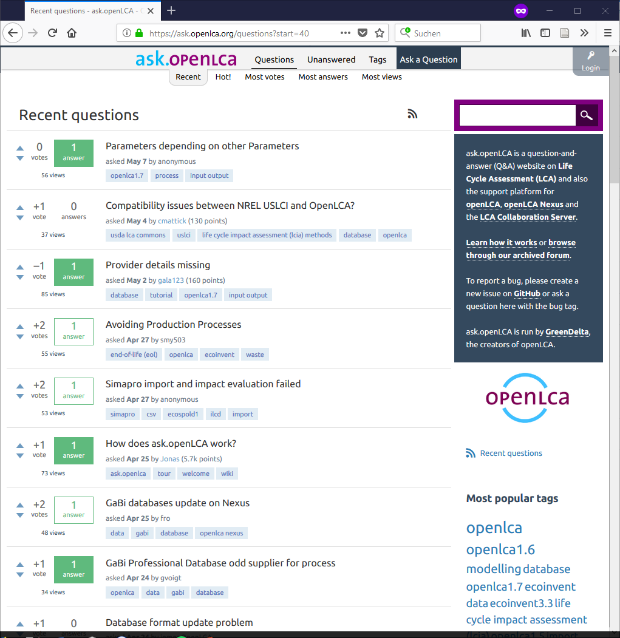 Recent questions - ask.openLCA -
https://ask.openlca.org/questions?start=40
Suchen
ask.openLCA
Questions
Unanswered
Tags
Ask a Question
Login
Recent
Hot!
Most votes
Most answers
Most views
Recent questions
0
votes
1
answer
56 views
Parameters depending on other Parameters
asked May 7 by anonymous
openlca1.7
process
input output
+1
vote
0
answers
37 views
Compatibility issues between NREL USLCI and OpenLCA?
asked May 4 by cmattick (130 points)
usda lca commons
uslci
life cycle impact assessment (lcia) methods
database
openlca
−1
vote
1
answer
85 views
Provider details missing
asked May 2 by gala123 (160 points)
database
tutorial
openlca1.7
input output
+2
votes
1
answer
55 views
Avoiding Production Processes
asked Apr 27 by smy503
end-of-life (eol)
openlca
ecoinvent
waste
+2
votes
1
answer
53 views
Simapro import and impact evaluation failed
asked Apr 27 by anonymous
simapro
csv
ecospold1
ilcd
import
+1
vote
1
answer
73 views
How does ask.openLCA work?
asked Apr 25 by Jonas (5.7k points)
ask.openlca
tour
welcome
wiki
+2
votes
1
answer
48 views
GaBi databases update on Nexus
asked Apr 25 by fro
data
gabi
database
openlca nexus
+1
vote
1
answer
34 views
GaBi Professional Database odd supplier for process
asked Apr 24 by gvoigt
openlca
data
gabi
database
+1
0
Database format update problem
ask.openLCA is a question-and-
answer (Q&A) website on Life
Cycle Assessment (LCA) and also
the support platform for
openLCA, openLCA Nexus and
the LCA Collaboration Server.
Learn how it works or browse
through our archived forum.
To report a bug, please create a
new issue on GitHub or ask a
question here with the bug tag.
ask.openLCA is run by GreenDelta,
the creators of openLCA.
openLCA
Recent questions
Most popular tags
openlca
openlca1.6
modelling database
openlca1.7 ecoinvent
data ecoinvent3.3 life
cycle impact assessment
(lcia) openlca1.5 import